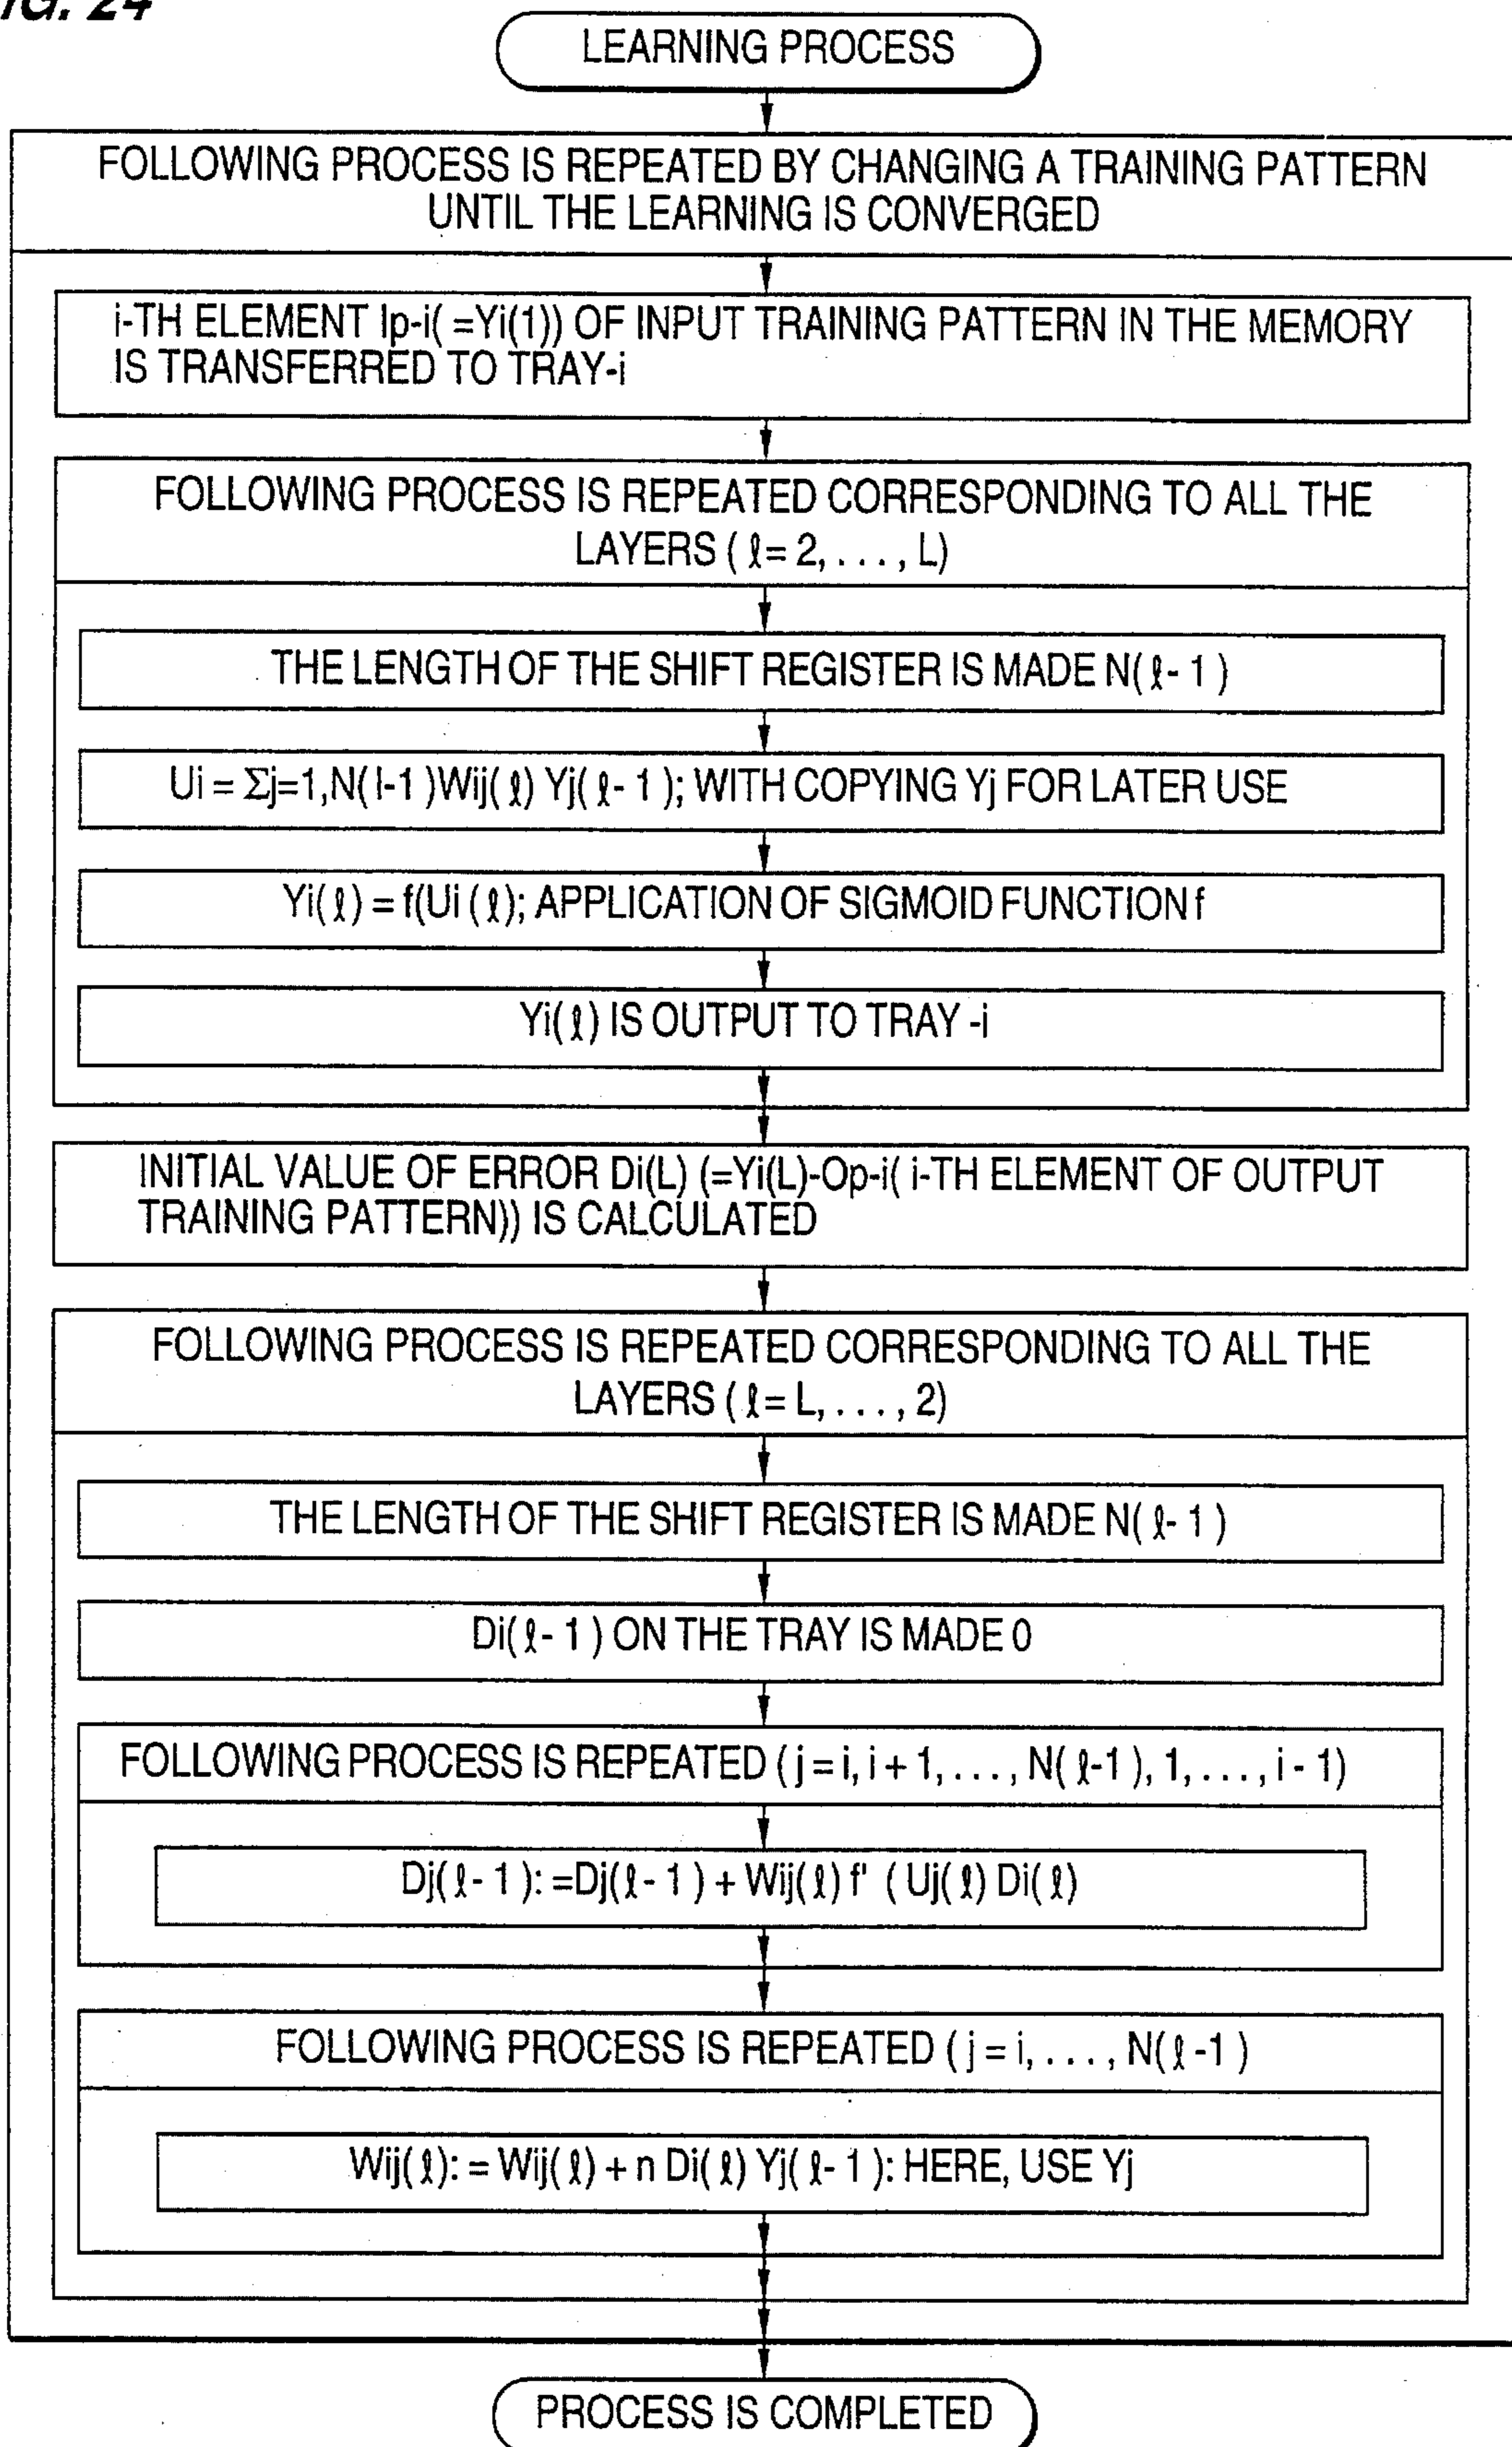 FIG. 24
LEARNING PROCESS
FOLLOWING PROCESS IS REPEATED BY CHANGING A TRAINING PATTERN
UNTIL THE LEARNING IS CONVERGED
i-TH ELEMENT Ip-i( =Yi(1)) OF INPUT TRAINING PATTERN IN THE MEMORY
IS TRANSFERRED TO TRAY-i
FOLLOWING PROCESS IS REPEATED CORRESPONDING TO ALL THE
LAYERS ( ℓ= 2, . . . , L)
THE LENGTH OF THE SHIFT REGISTER IS MADE N( ℓ- 1 )
Ui = Σj=1,N( l-1 )Wij( ℓ) Yj( ℓ- 1 ); WITH COPYING Yj FOR LATER USE
Yi( ℓ ) = f(Ui ( ℓ); APPLICATION OF SIGMOID FUNCTION f
Yi( ℓ ) IS OUTPUT TO TRAY -i
INITIAL VALUE OF ERROR Di(L) (=Yi(L)-Op-i( i-TH ELEMENT OF OUTPUT
TRAINING PATTERN)) IS CALCULATED
FOLLOWING PROCESS IS REPEATED CORRESPONDING TO ALL THE
LAYERS ( ℓ= L, . . . , 2)
THE LENGTH OF THE SHIFT REGISTER IS MADE N( ℓ- 1 )
Di( ℓ- 1 ) ON THE TRAY IS MADE 0
FOLLOWING PROCESS IS REPEATED ( j = i, i + 1, . . . , N( ℓ-1 ), 1, . . . , i - 1)
Dj( ℓ- 1 ): =Dj( ℓ- 1 ) + Wij( ℓ) f' ( Uj( ℓ) Di( ℓ)
FOLLOWING PROCESS IS REPEATED ( j = i, . . . , N( ℓ -1 )
Wij( ℓ): = Wij( ℓ) + n Di( ℓ) Yj( ℓ- 1 ): HERE, USE Yj
PROCESS IS COMPLETED